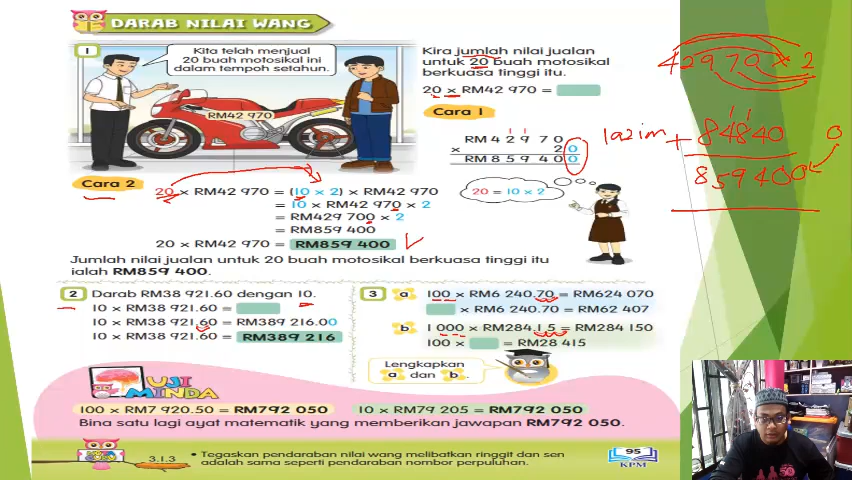 DARAB NILAI WANG
1
Kita telah menjual
20 buah motosikal ini
dalam tempoh setahun.
RM42 970
Kira jumlah nilai jualan
untuk 20 buah motosikal
berkuasa tinggi itu.
20 × RM42 970 =
Cara 1
1 1
RM 4 2 9 7 0
× 2 0
RM 8 5 9 4 0 0
20 = 10 × 2
Cara 2
20 × RM42 970 = (10 × 2) × RM42 970
= 10 × RM42 970 × 2
= RM429 700 × 2
= RM859 400
20 × RM42 970 = RM859 400
Jumlah nilai jualan untuk 20 buah motosikal berkuasa tinggi itu
ialah RM859 400.
42970 × 2
1 1
lazim + 84840 0
859400
2 Darab RM38 921.60 dengan 10.
10 × RM38 921.60 =
10 × RM38 921.60 = RM389 216.00
10 × RM38 921.60 = RM389 216
3 a 100 × RM6 240.70 = RM624 070
× RM6 240.70 = RM62 407
b 1 000 × RM284.15 = RM284 150
100 × = RM28 415
Lengkapkan
a dan b.
UJI
MINDA
100 × RM7 920.50 = RM792 050 10 × RM79 205 = RM792 050
Bina satu lagi ayat matematik yang memberikan jawapan RM792 050.
3.1.3
• Tegaskan pendaraban nilai wang melibatkan ringgit dan sen
adalah sama seperti pendaraban nombor perpuluhan.
95
KPM